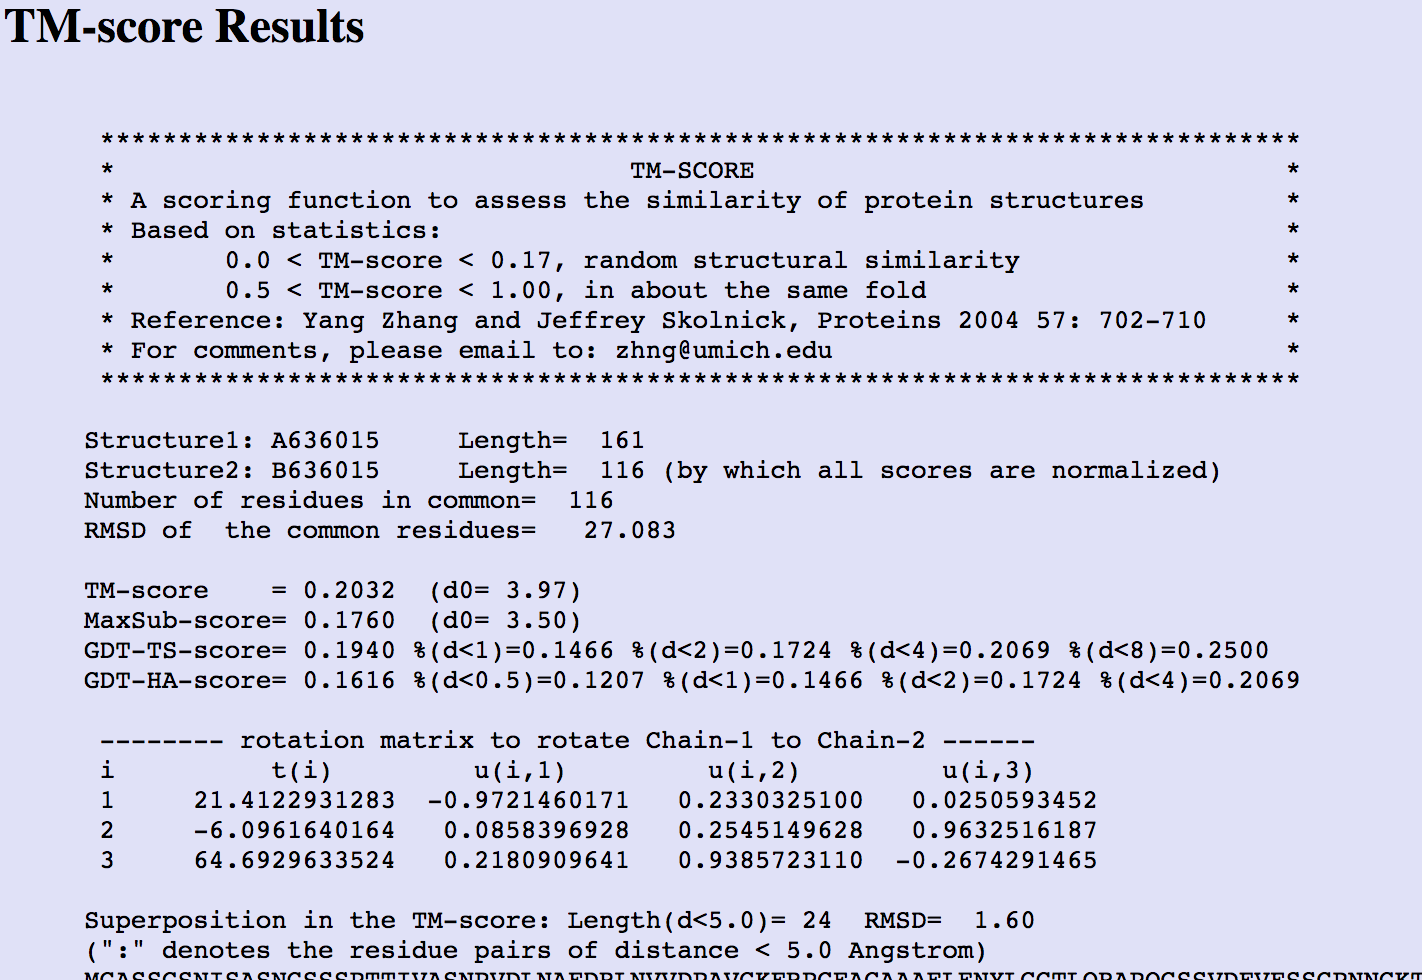 TM-score Results
*****************************************************************************
* TM-SCORE *
* A scoring function to assess the similarity of protein structures *
* Based on statistics: *
* 0.0 < TM-score < 0.17, random structural similarity *
* 0.5 < TM-score < 1.00, in about the same fold *
* Reference: Yang Zhang and Jeffrey Skolnick, Proteins 2004 57: 702-710 *
* For comments, please email to: zhng@umich.edu *
*****************************************************************************
Structure1: A636015 Length= 161
Structure2: B636015 Length= 116 (by which all scores are normalized)
Number of residues in common= 116
RMSD of the common residues= 27.083
TM-score = 0.2032 (d0= 3.97)
MaxSub-score= 0.1760 (d0= 3.50)
GDT-TS-score= 0.1940 %(d<1)=0.1466 %(d<2)=0.1724 %(d<4)=0.2069 %(d<8)=0.2500
GDT-HA-score= 0.1616 %(d<0.5)=0.1207 %(d<1)=0.1466 %(d<2)=0.1724 %(d<4)=0.2069
-------- rotation matrix to rotate Chain-1 to Chain-2 ------
i t(i) u(i,1) u(i,2) u(i,3)
1 21.4122931283 -0.9721460171 0.2330325100 0.0250593452
2 -6.0961640164 0.0858396928 0.2545149628 0.9632516187
3 64.6929633524 0.2180909641 0.9385723110 -0.2674291465
Superposition in the TM-score: Length(d<5.0)= 24 RMSD= 1.60
(":" denotes the residue pairs of distance < 5.0 Angstrom)